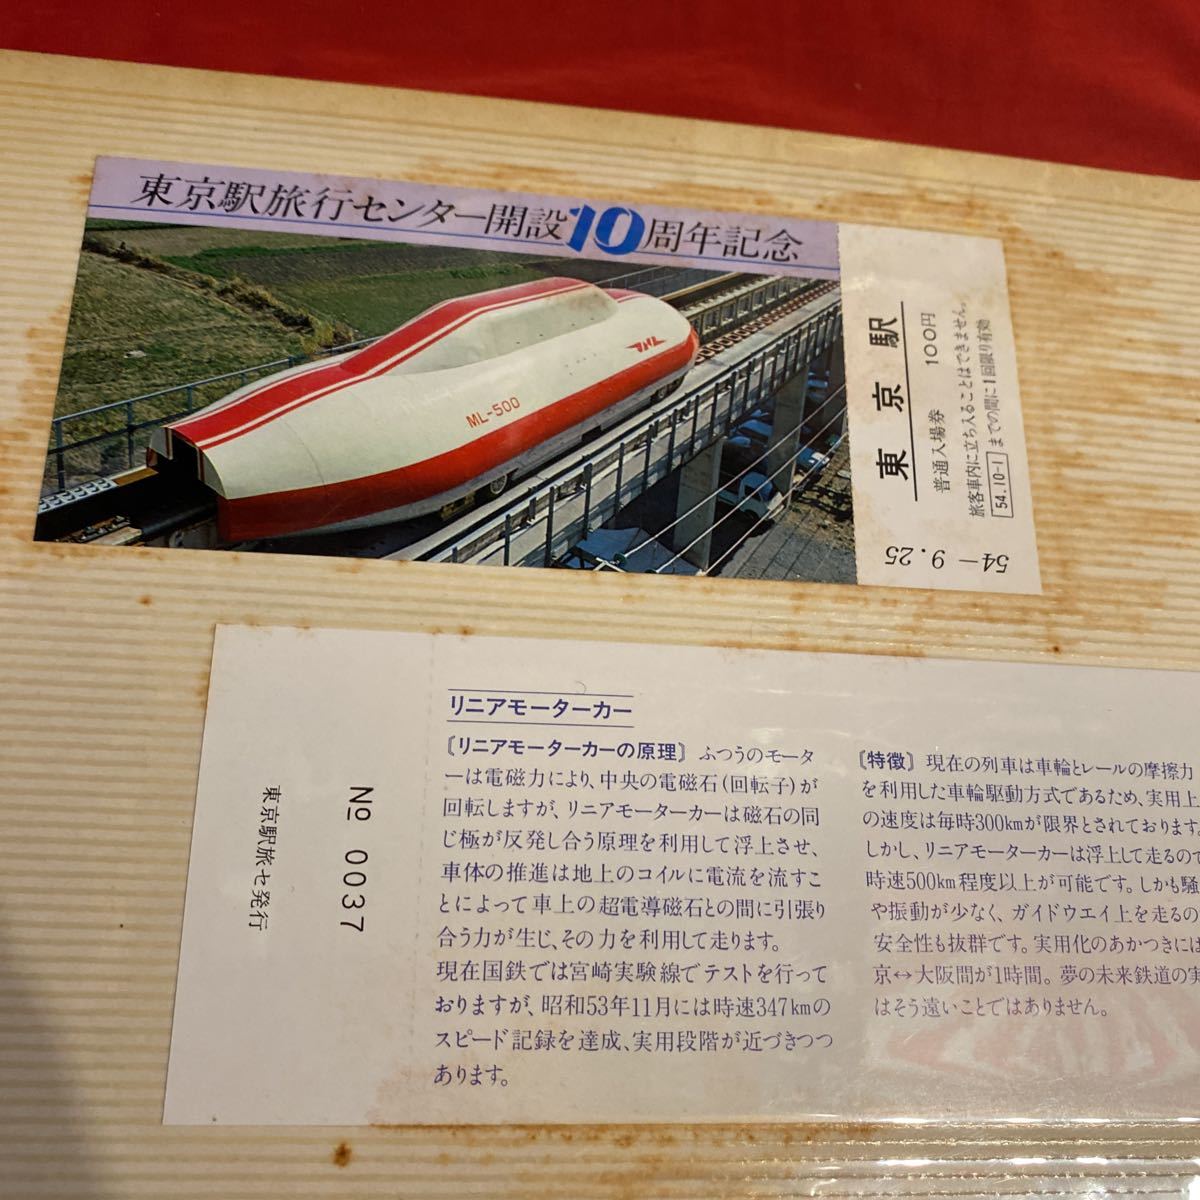 東京駅旅行センター開設10周年記念
ML-500
JNL
東京駅
普通入場券 100円
旅客車内に立ち入ることはできません。
54.10-1 までの間に1回限り有効
54-9.25
リニアモーターカー
〔リニアモーターカーの原理〕 ふつうのモータ
ーは電磁力により、中央の電磁石(回転子)が
回転しますが、リニアモーターカーは磁石の同
じ極が反発し合う原理を利用して浮上させ、
車体の推進は地上のコイルに電流を流すこ
とによって車上の超電導磁石との間に引張り
合う力が生じ、その力を利用して走ります。
現在国鉄では宮崎実験線でテストを行って
おりますが、昭和53年11月には時速347kmの
スピード記録を達成、実用段階が近づきつつ
あります。
〔特徴〕 現在の列車は車輪とレールの摩擦力
を利用した車輪駆動方式であるため、実用上
の速度は毎時300kmが限界とされております。
しかし、リニアモーターカーは浮上して走るので
時速500km程度以上が可能です。しかも騒
や振動が少なく、ガイドウエイ上を走るの
安全性も抜群です。実用化のあかつきには
京↔大阪間が1時間。夢の未来鉄道の実
はそう遠いことではありません。
№ 0037
東京駅旅セ発行